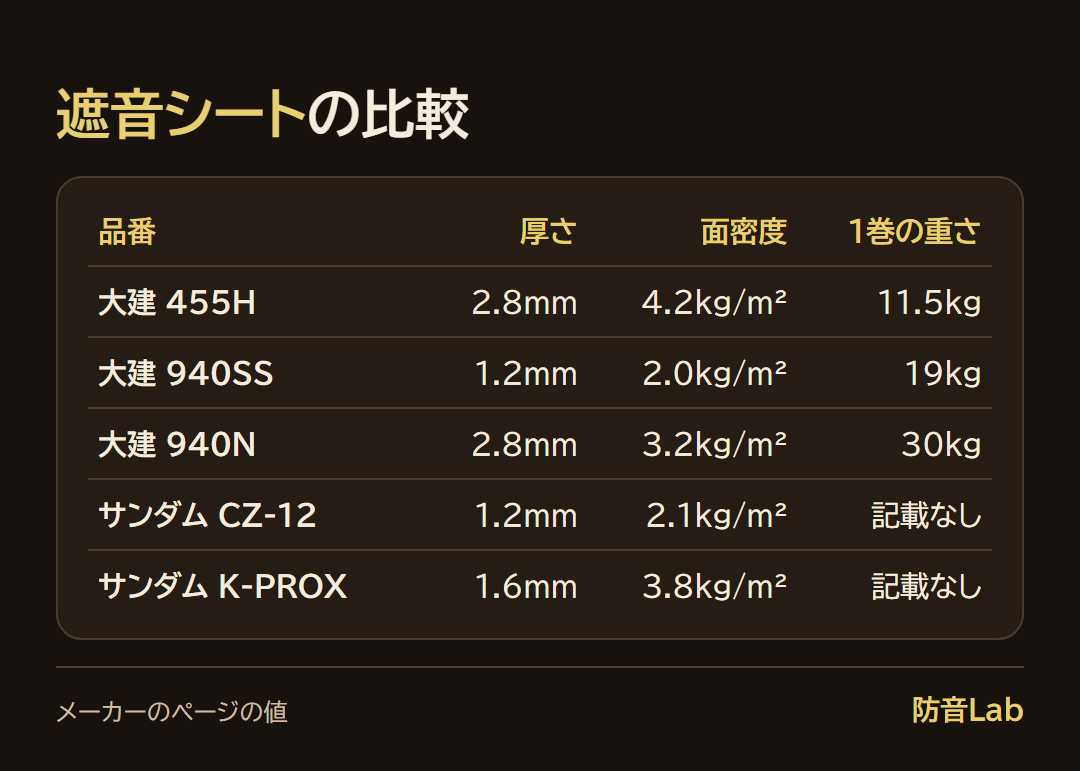 遮音シートの比較
品番 厚さ 面密度 1巻の重さ
大建 455H 2.8mm 4.2kg/m² 11.5kg
大建 940SS 1.2mm 2.0kg/m² 19kg
大建 940N 2.8mm 3.2kg/m² 30kg
サンダム CZ-12 1.2mm 2.1kg/m² 記載なし
サンダム K-PROX 1.6mm 3.8kg/m² 記載なし
メーカーのページの値 防音Lab